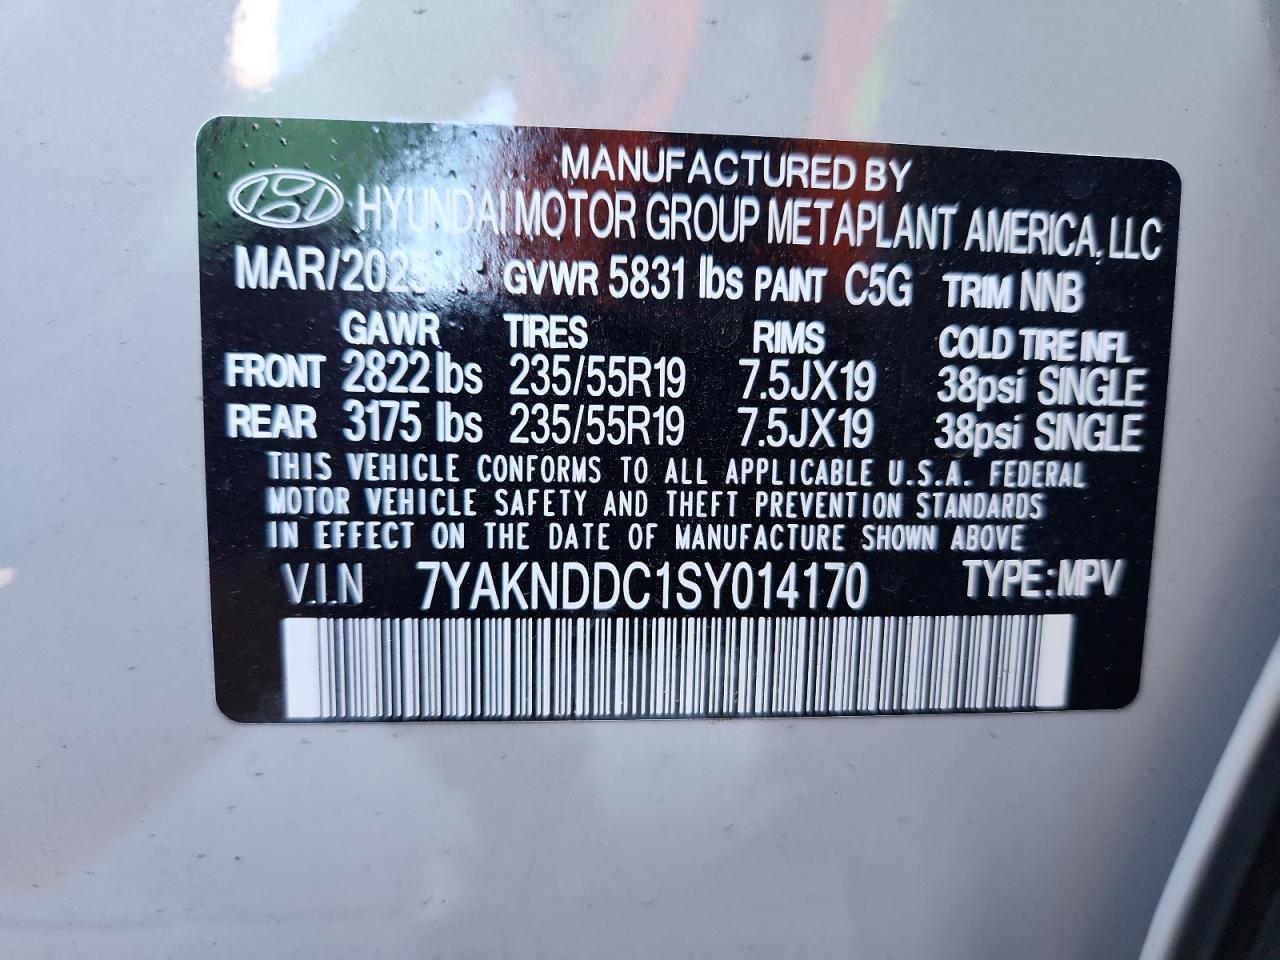 MANUFACTURED BY
HYUNDAI MOTOR GROUP METAPLANT AMERICA, LLC
MAR/2025 GVWR 5831 lbs PAINT C5G TRIM NNB
GAWR TIRES RIMS COLD TIRE INFL
FRONT 2822 lbs 235/55R19 7.5JX19 38psi SINGLE
REAR 3175 lbs 235/55R19 7.5JX19 38psi SINGLE
THIS VEHICLE CONFORMS TO ALL APPLICABLE U.S.A. FEDERAL
MOTOR VEHICLE SAFETY AND THEFT PREVENTION STANDARDS
IN EFFECT ON THE DATE OF MANUFACTURE SHOWN ABOVE
V.I.N 7YAKNDDC1SY014170 TYPE: MPV